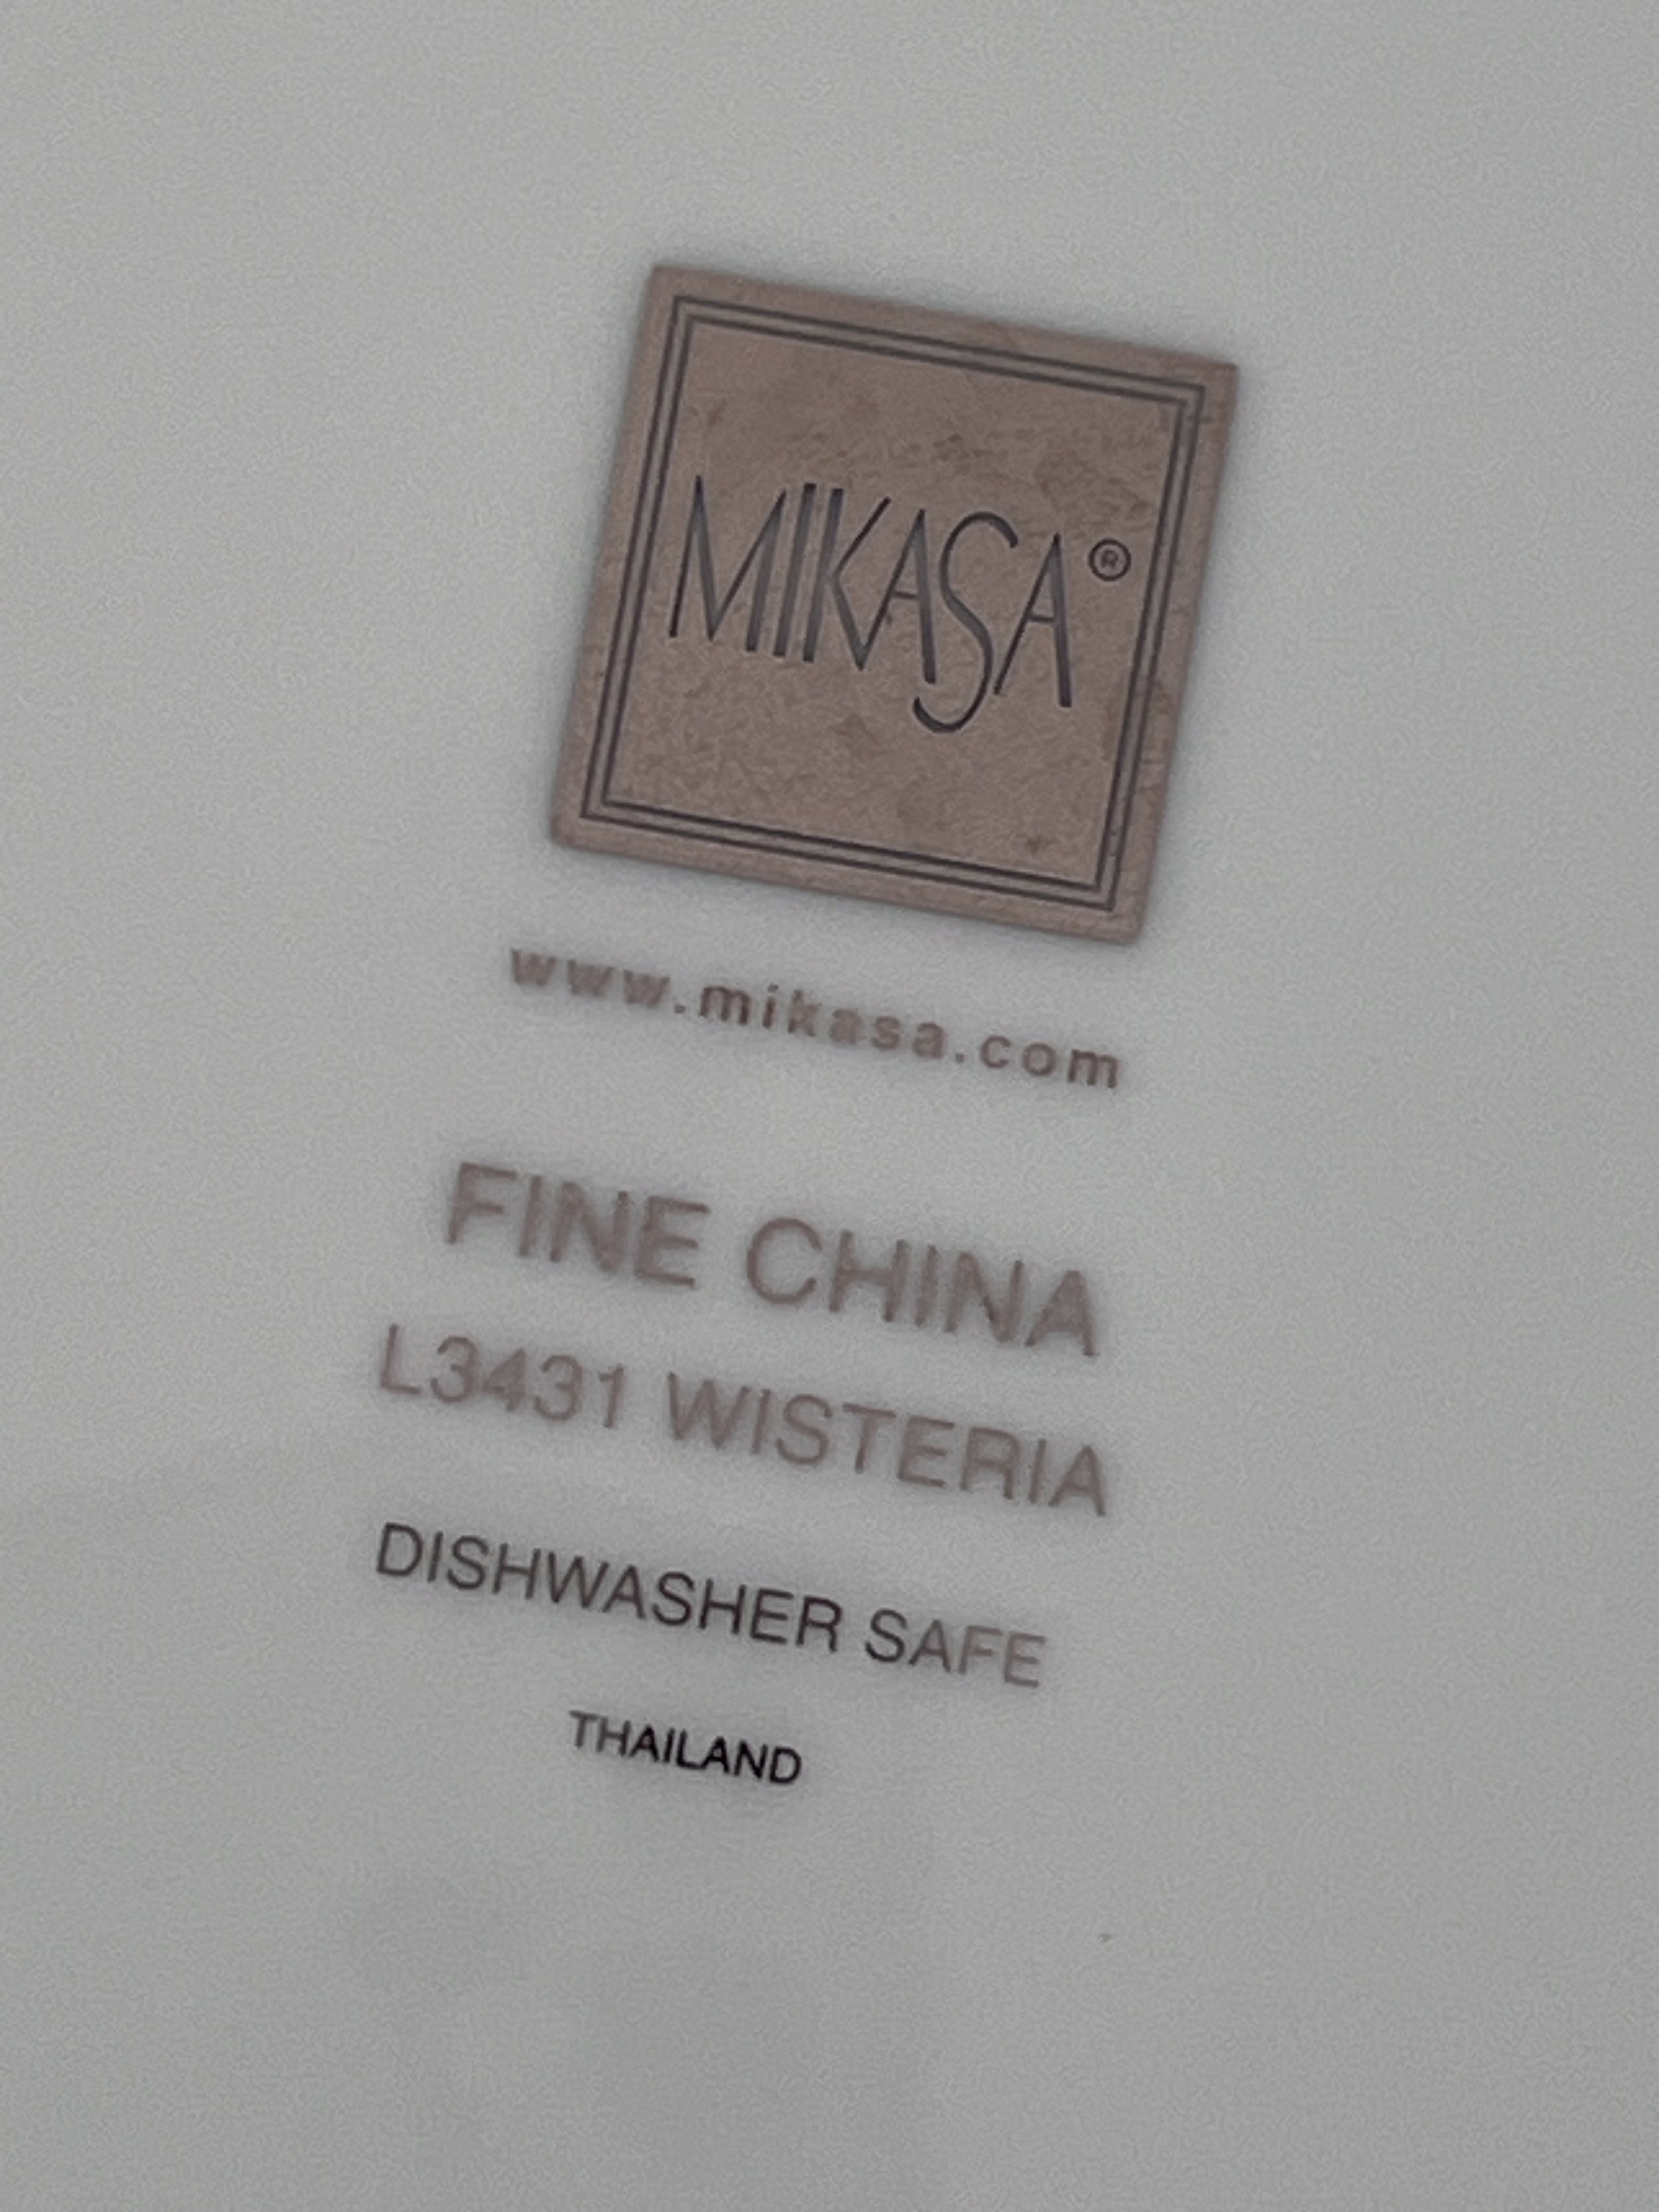 MIKASA®
www.mikasa.com
FINE CHINA
L3431 WISTERIA
DISHWASHER SAFE
THAILAND